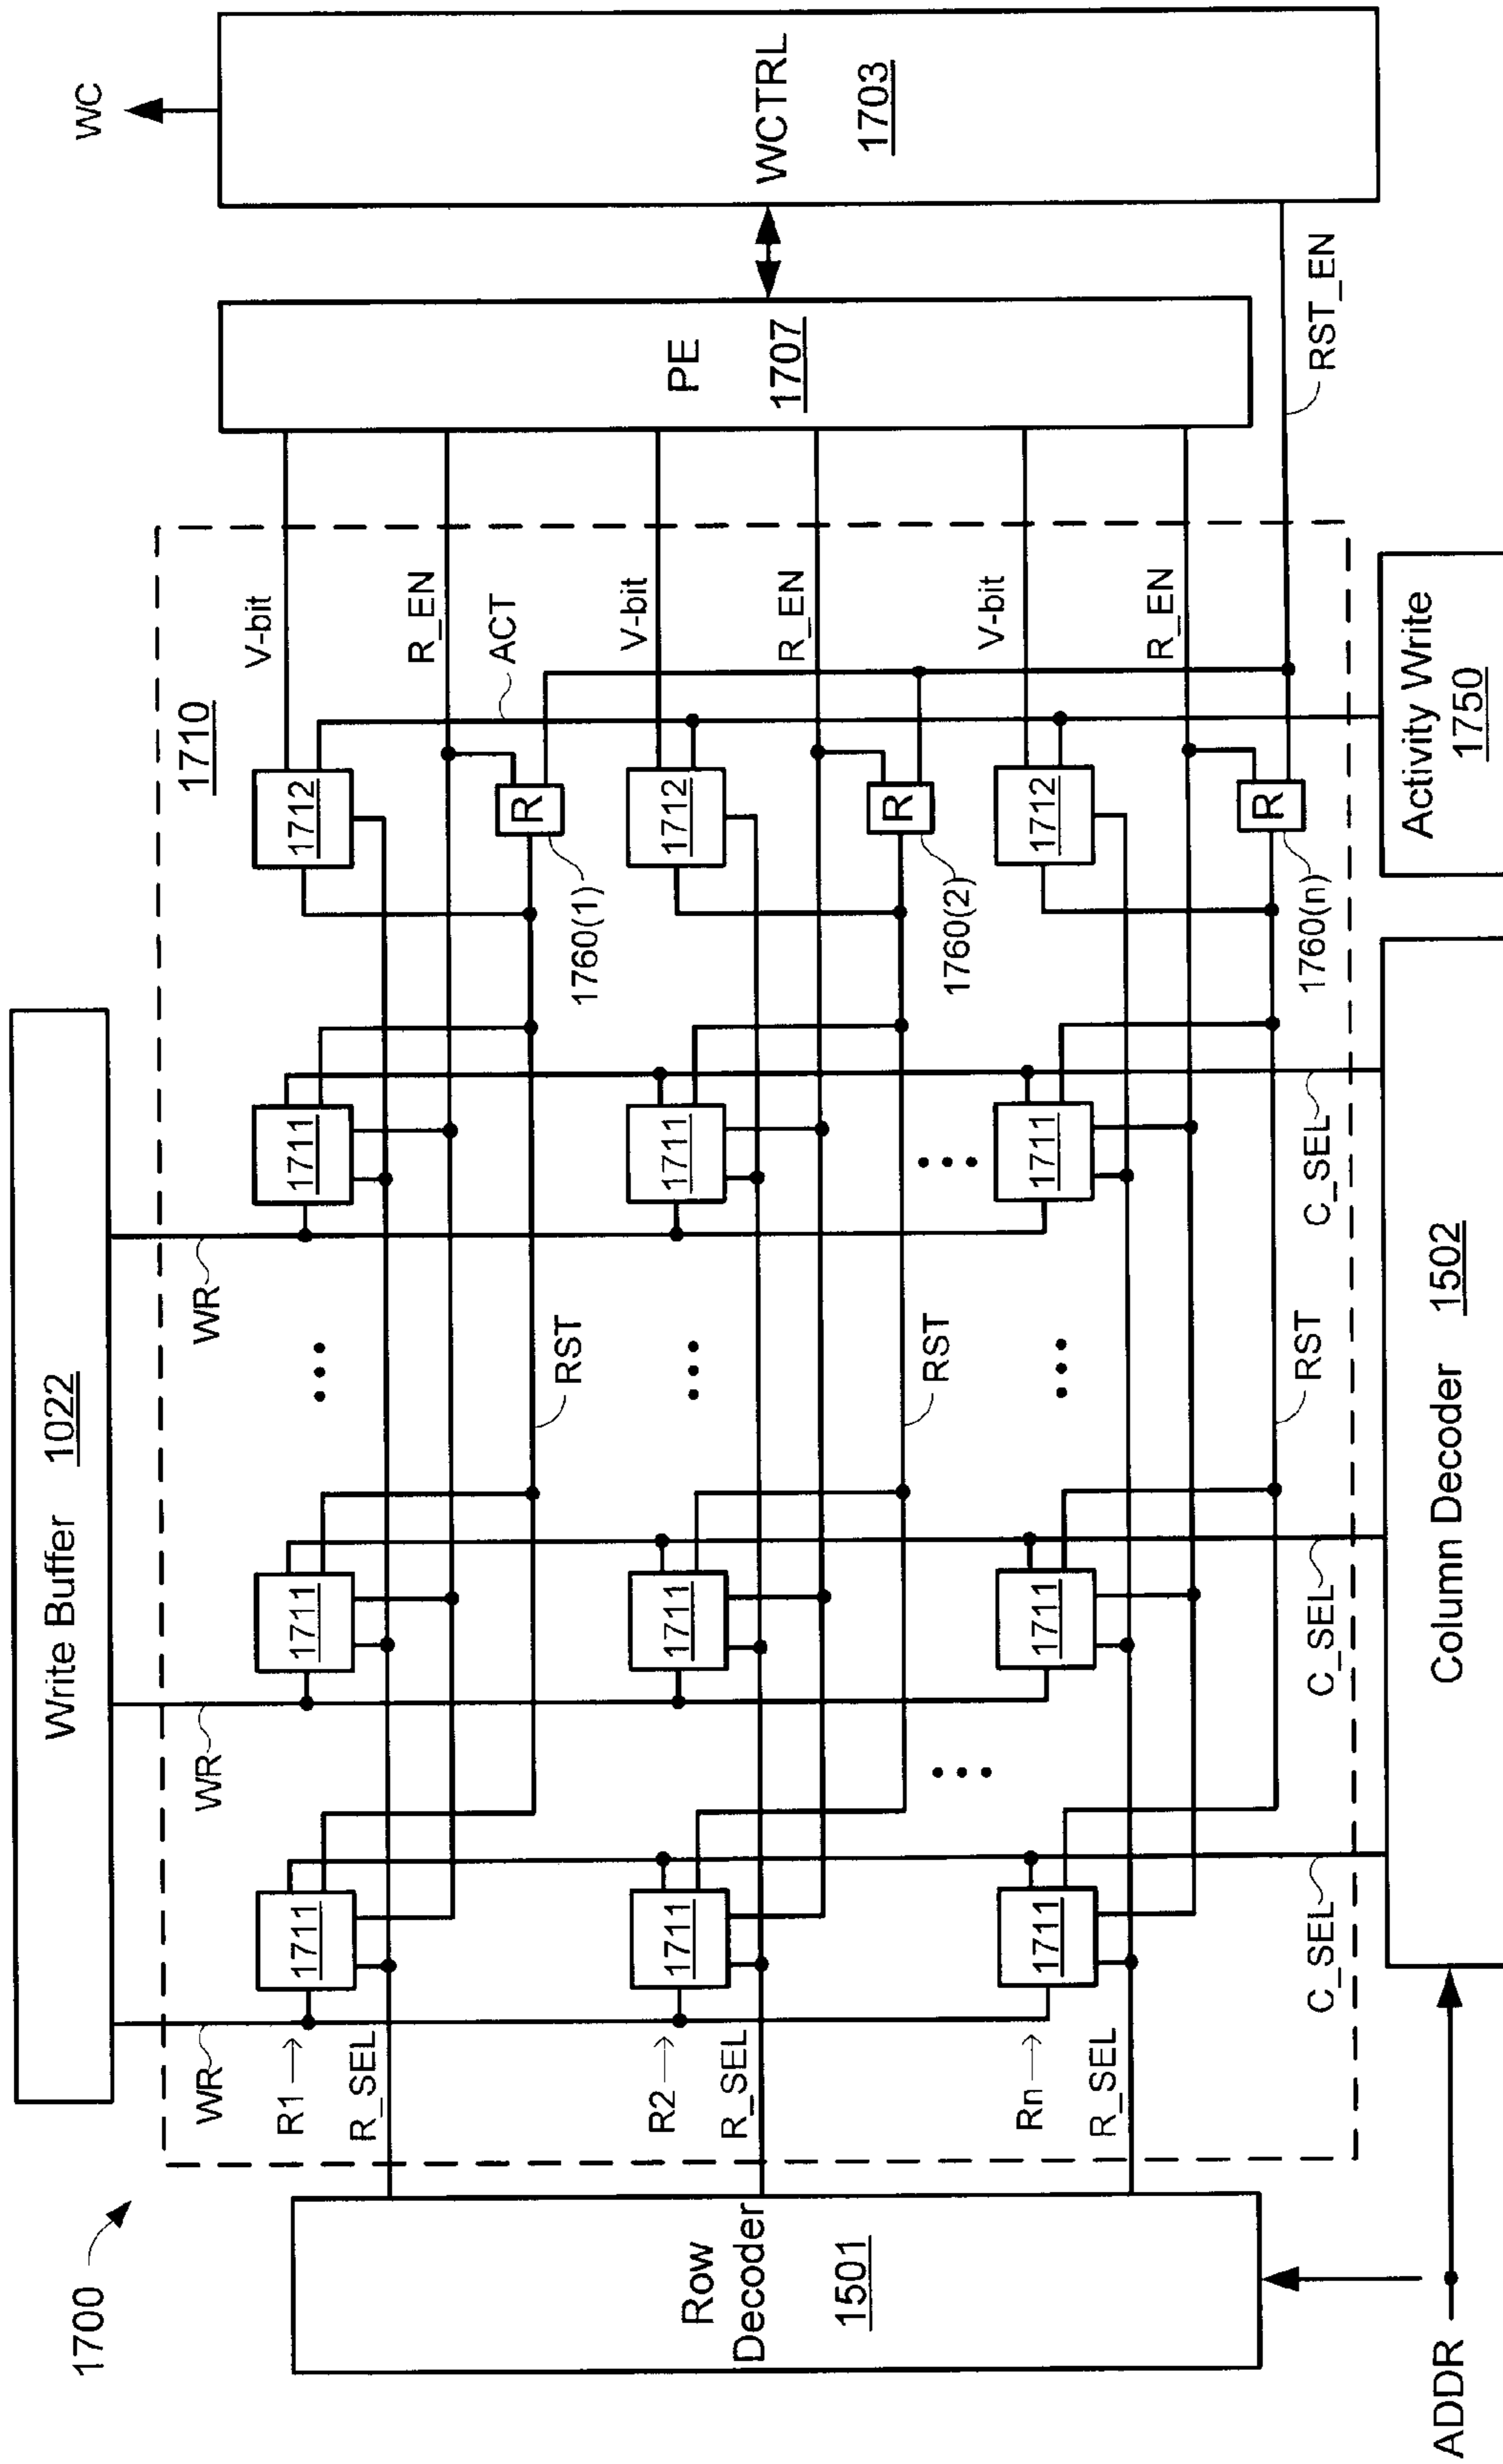 1700
Write Buffer 1022
WR
WR
WR
1710
R1
1711
1711
1711
1712
V-bit
R_SEL
R_EN
ACT
RST
R
1760(1)
R2
1711
1711
1711
1712
V-bit
R_SEL
R_EN
RST
R
1760(2)
Rn
1711
1711
1711
1712
V-bit
R_SEL
R_EN
RST
R
1760(n)
C_SEL
C_SEL
C_SEL
Row
Decoder
1501
PE
1707
WC
WCTRL
1703
RST_EN
Column Decoder 1502
Activity Write
1750
ADDR